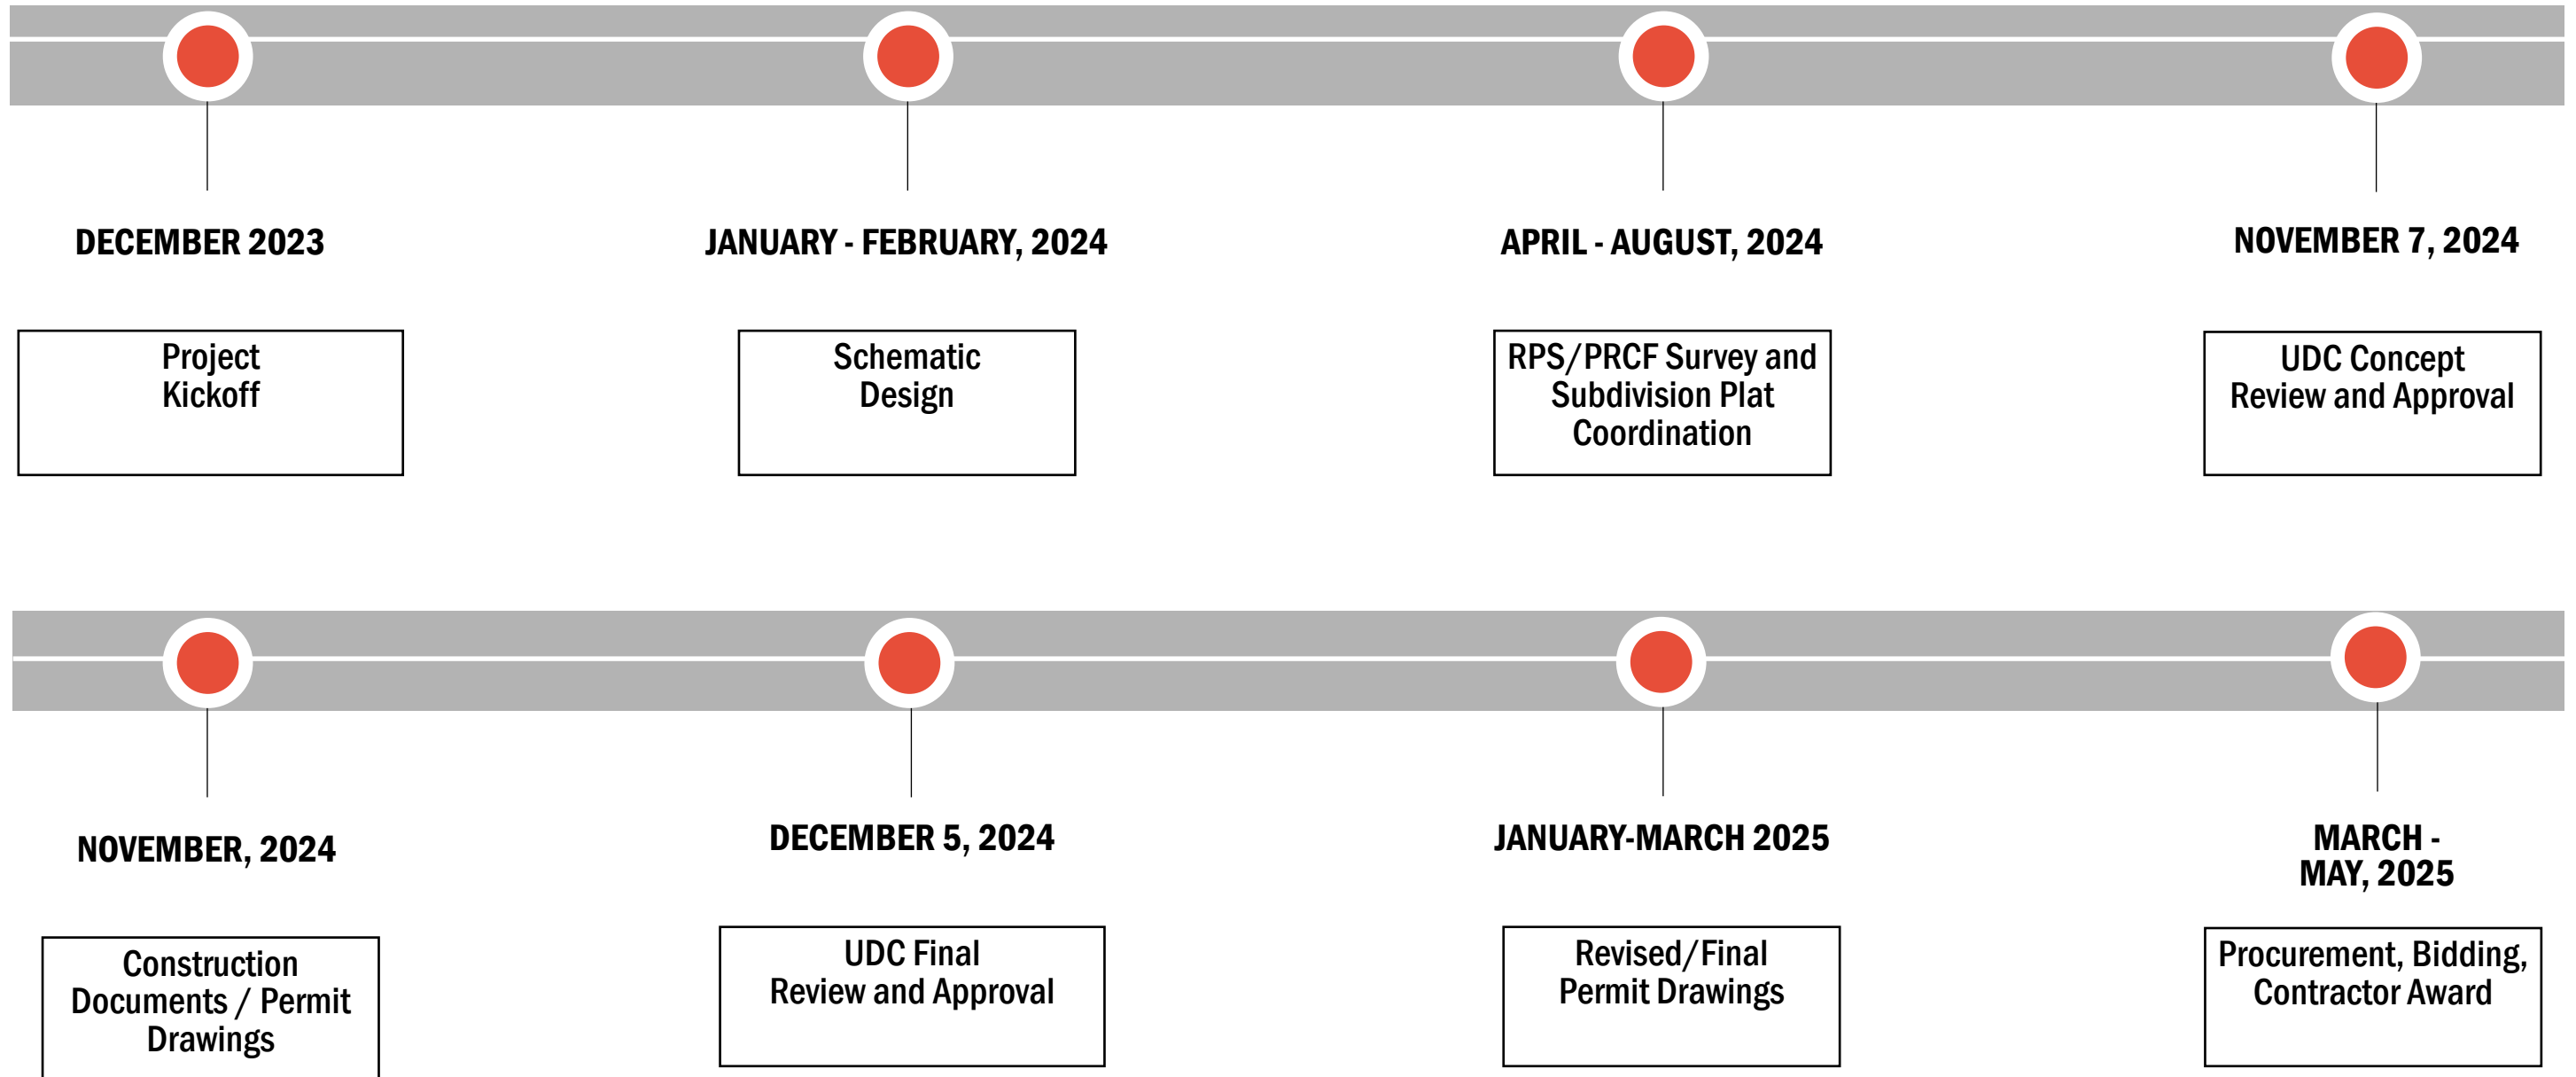 DECEMBER 2023
JANUARY - FEBRUARY, 2024
APRIL - AUGUST, 2024
NOVEMBER 7, 2024
Project
Kickoff
Schematic
Design
RPS/PRCF Survey and
Subdivision Plat
Coordination
UDC Concept
Review and Approval
NOVEMBER, 2024
DECEMBER 5, 2024
JANUARY-MARCH 2025
MARCH -
MAY, 2025
Construction
Documents / Permit
Drawings
UDC Final
Review and Approval
Revised/Final
Permit Drawings
Procurement, Bidding,
Contractor Award